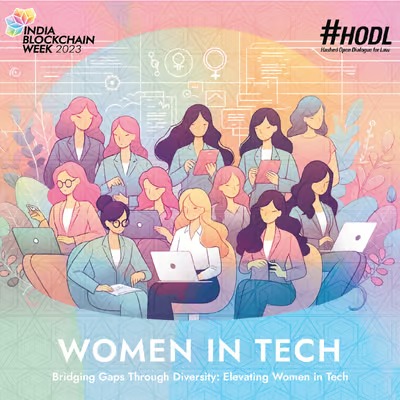 INDIA
BLOCKCHAIN
WEEK 2023
#HODL
Hashed Open Dialogue for Law
WOMEN IN TECH
Bridging Gaps Through Diversity: Elevating Women in Tech